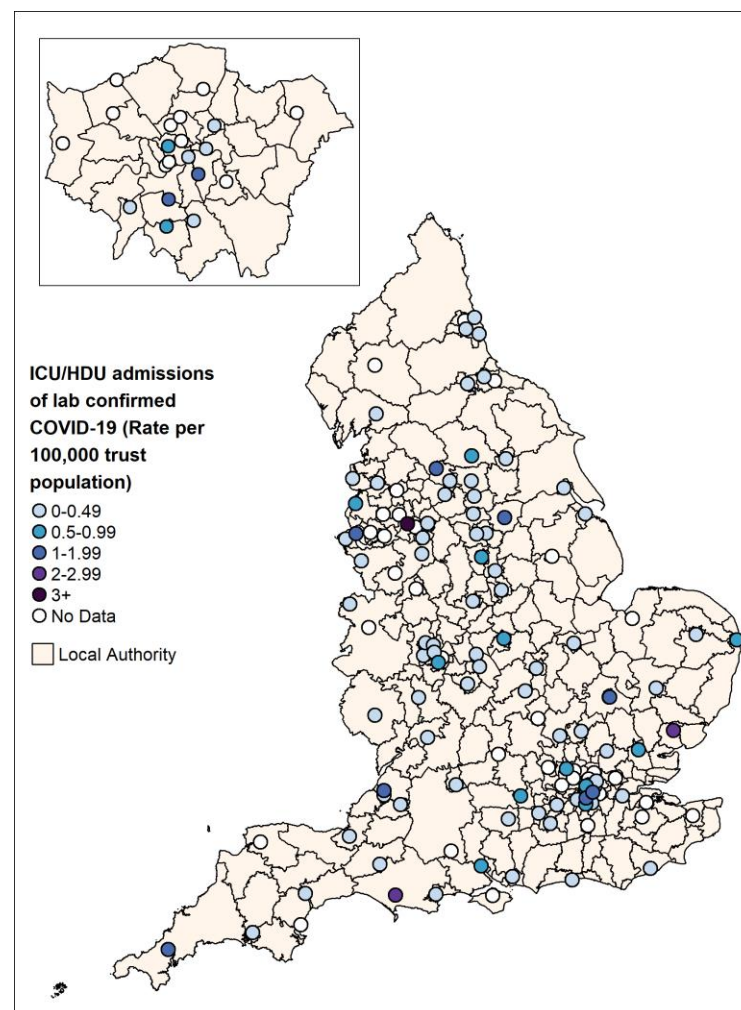 ICU/HDU admissions
of lab confirmed
COVID-19 (Rate per
100,000 trust
population)
0-0.49
0.5-0.99
1-1.99
2-2.99
3+
No Data
Local Authority